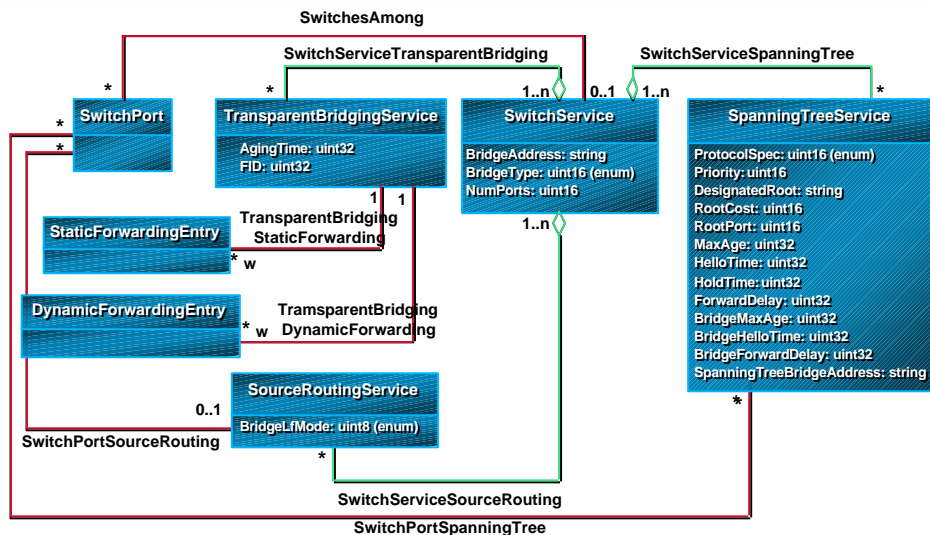 SwitchesAmong
SwitchServiceTransparentBridging
SwitchServiceSpanningTree
*
*
1..n
0..1
1..n
*
SwitchPort
*
*
TransparentBridgingService
AgingTime: uint32
FID: uint32
SwitchService
BridgeAddress: string
BridgeType: uint16 (enum)
NumPorts: uint16
SpanningTreeService
ProtocolSpec: uint16 (enum)
Priority: uint16
DesignatedRoot: string
RootCost: uint16
RootPort: uint16
MaxAge: uint32
HelloTime: uint32
HoldTime: uint32
ForwardDelay: uint32
BridgeMaxAge: uint32
BridgeHelloTime: uint32
BridgeForwardDelay: uint32
SpanningTreeBridgeAddress: string
1
1
1..n
TransparentBridging
StaticForwarding
StaticForwardingEntry
* w
DynamicForwardingEntry
* w
TramsparentBridging
DynamicForwarding
SourceRoutingService
BridgeLfMode: uint8 (enum)
0..1
SwitchPortSourceRouting
*
*
SwitchServiceSourceRouting
SwitchPortSpanningTree